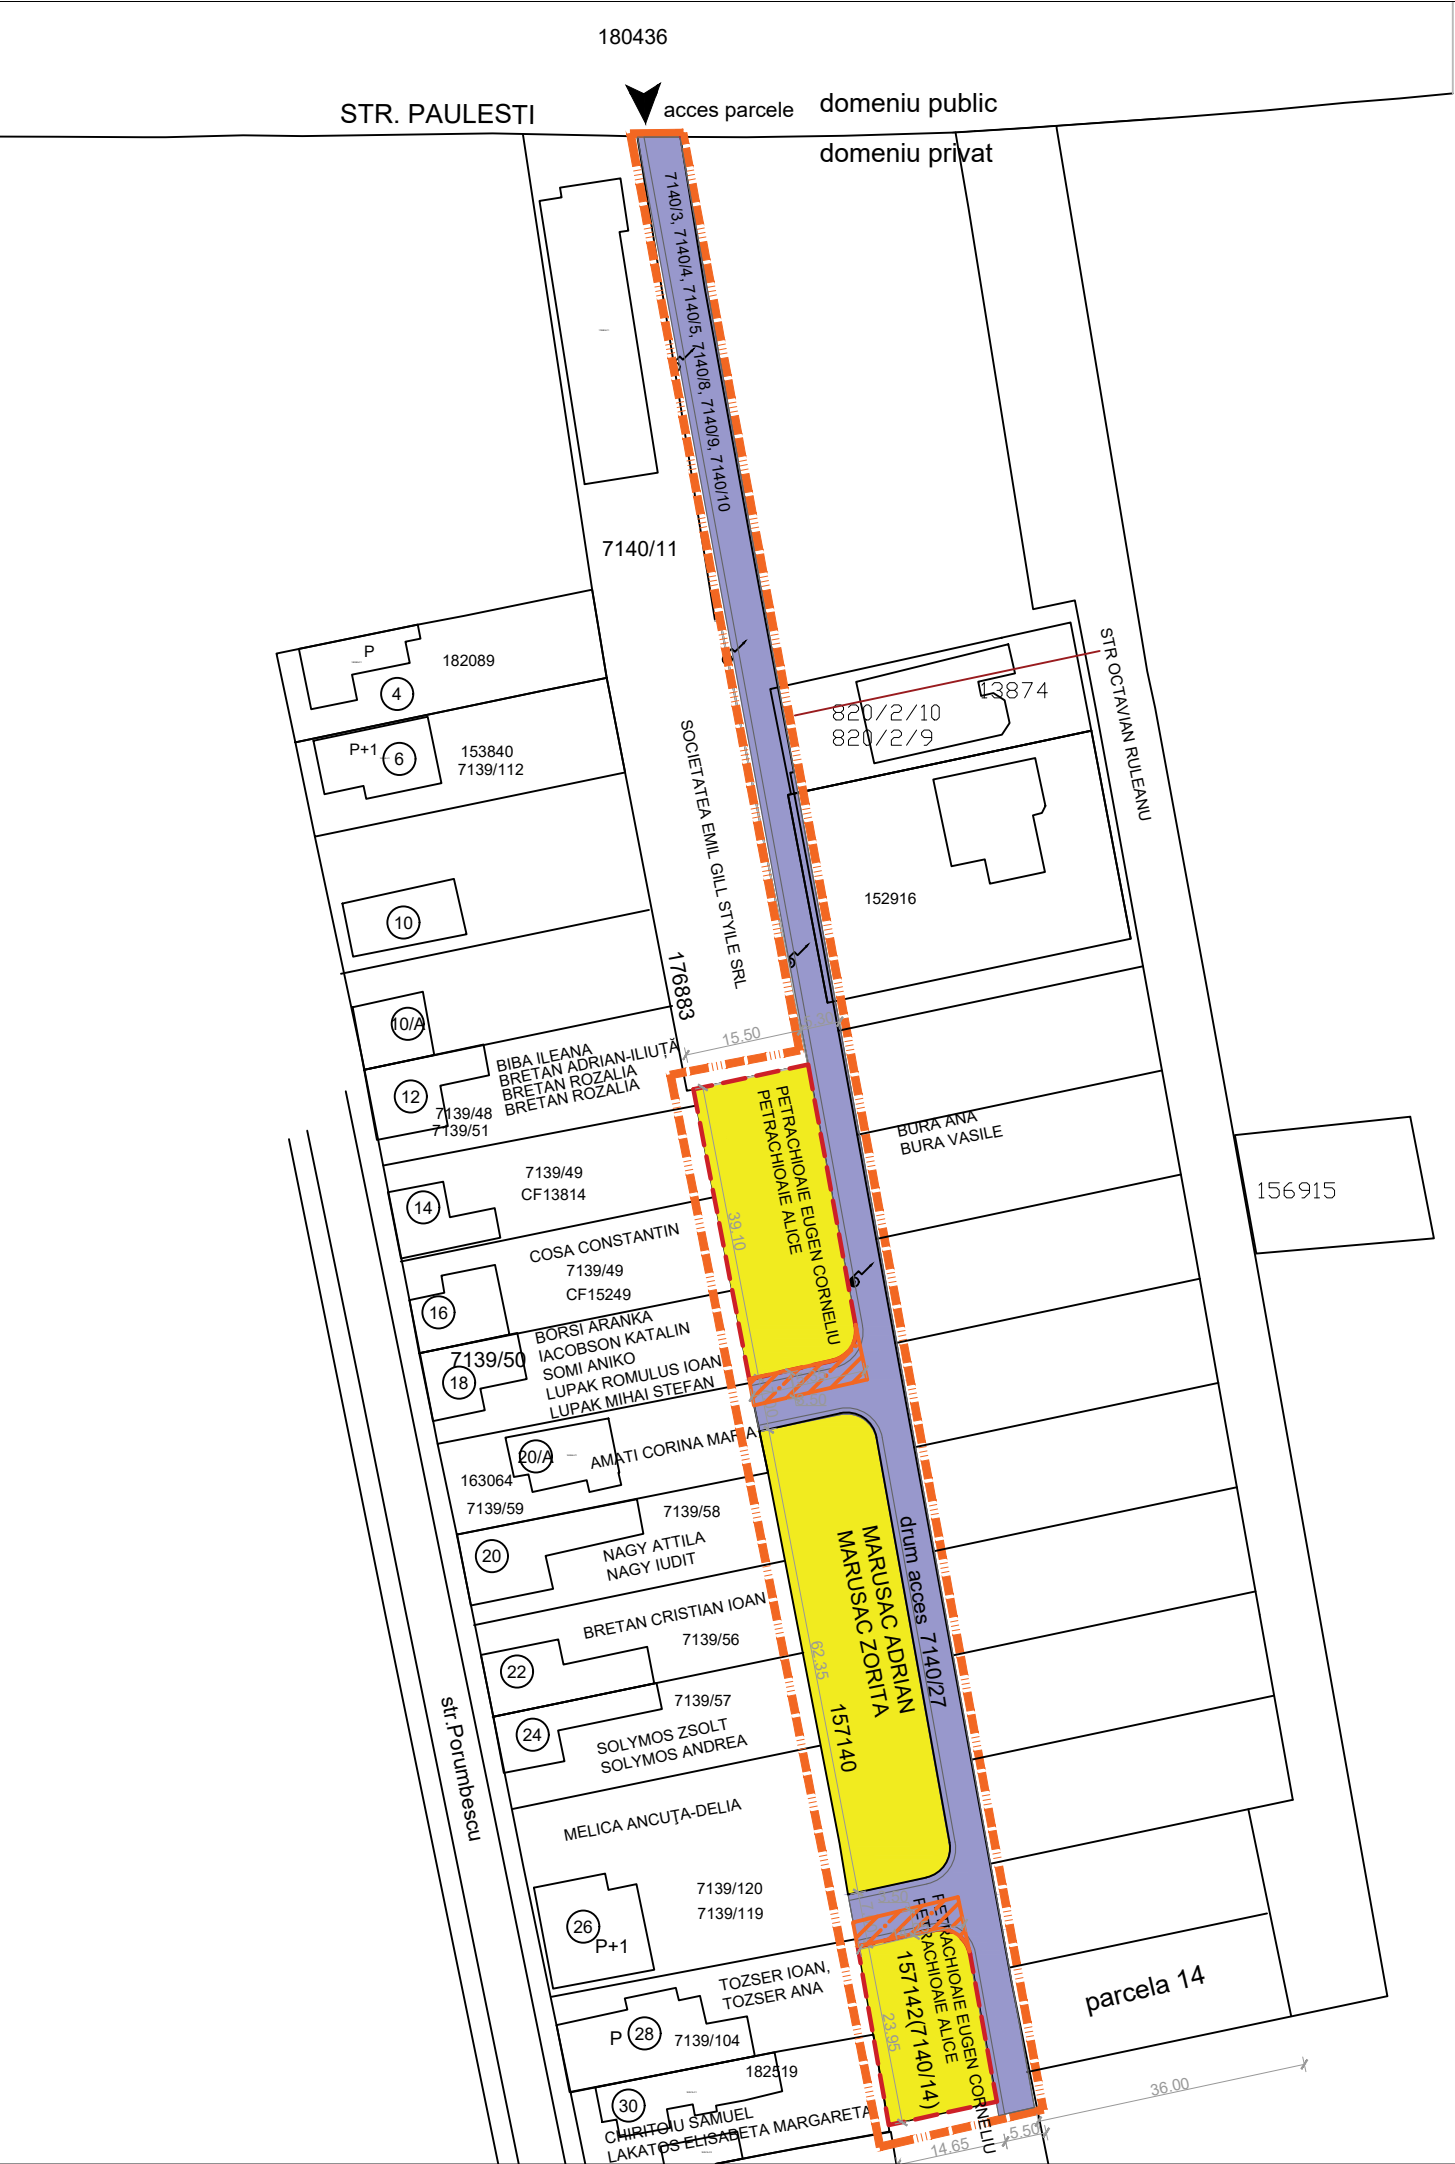 180436
STR. PAULESTI
acces parcele
domeniu public
domeniu privat
7140/3, 7140/4, 7140/5, 7140/8, 7140/9, 7140/10
7140/11
P
182089
4
P+1
6
153840
7139/112
13874
820/2/10
820/2/9
STR OCTAVIAN RULEANU
SOCIETATEA EMIL GILL STYILE SRL
152916
10
176883
10/A
15.50
BIBA ILEANA
BRETAN ADRIAN-ILIUȚĂ
BRETAN ROZALIA
BRETAN ROZALIA
12
7139/48
7139/51
PETRACHIOAIE EUGEN CORNELIU
PETRACHIOAIE ALICE
BURA ANA
BURA VASILE
156915
7139/49
CF13814
14
39.10
COSA CONSTANTIN
7139/49
CF15249
16
BORSI ARANKA
IACOBSON KATALIN
SOMI ANIKO
LUPAK ROMULUS IOAN
LUPAK MIHAI STEFAN
7139/50
18
AMATI CORINA MARIA
20/A
163064
7139/59
7139/58
NAGY ATTILA
NAGY IUDIT
20
drum acces 7140/27
MARUSAC ADRIAN
MARUSAC ZORITA
157140
62.35
BRETAN CRISTIAN IOAN
7139/56
22
7139/57
24
SOLYMOS ZSOLT
SOLYMOS ANDREA
str.Porumbescu
MELICA ANCUȚA-DELIA
7139/120
7139/119
26
P+1
PETRACHIOAIE EUGEN CORNELIU
PETRACHIOAIE ALICE
157142(7140/14)
23.95
TOZSER IOAN,
TOZSER ANA
parcela 14
P
28
7139/104
182519
30
CHIRITOIU SAMUEL
LAKATOS ELISABETA MARGARETA
36.00
14.65
5.50